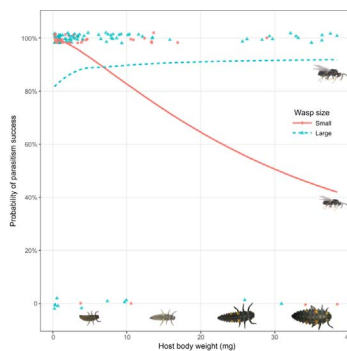 100%
80%
60%
40%
20%
0
Probability of parasitism success
Wasp size
Small
Large
0
10
20
30
Host body weight (mg)